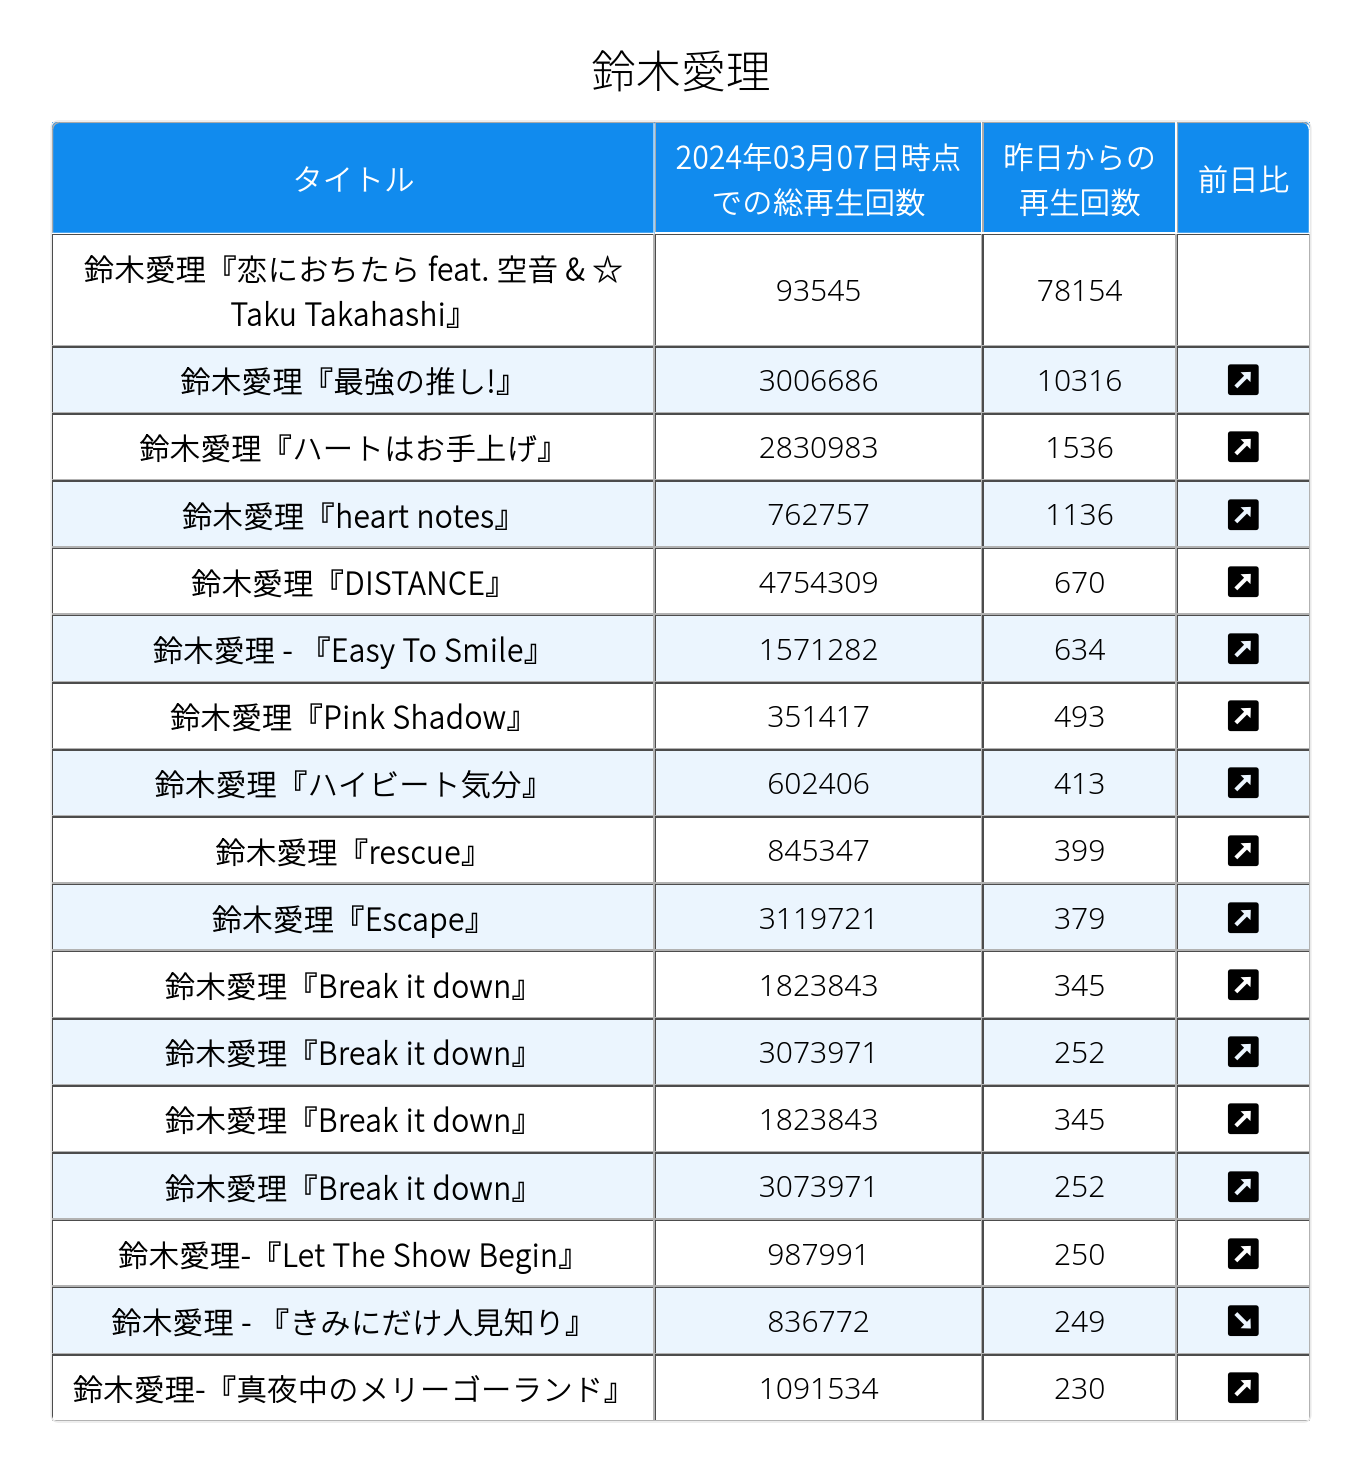 鈴木愛理
タイトル
2024年03月07日時点
での総再生回数
昨日からの
再生回数
前日比
鈴木愛理『恋におちたら feat. 空音 & ☆
Taku Takahashi』
93545
78154
鈴木愛理『最強の推し!』
3006686
10316
鈴木愛理『ハートはお手上げ』
2830983
1536
鈴木愛理『heart notes』
762757
1136
鈴木愛理『DISTANCE』
4754309
670
鈴木愛理 - 『Easy To Smile』
1571282
634
鈴木愛理『Pink Shadow』
351417
493
鈴木愛理『ハイビート気分』
602406
413
鈴木愛理『rescue』
845347
399
鈴木愛理『Escape』
3119721
379
鈴木愛理『Break it down』
1823843
345
鈴木愛理『Break it down』
3073971
252
鈴木愛理『Break it down』
1823843
345
鈴木愛理『Break it down』
3073971
252
鈴木愛理-『Let The Show Begin』
987991
250
鈴木愛理 - 『きみにだけ人見知り』
836772
249
鈴木愛理-『真夜中のメリーゴーランド』
1091534
230